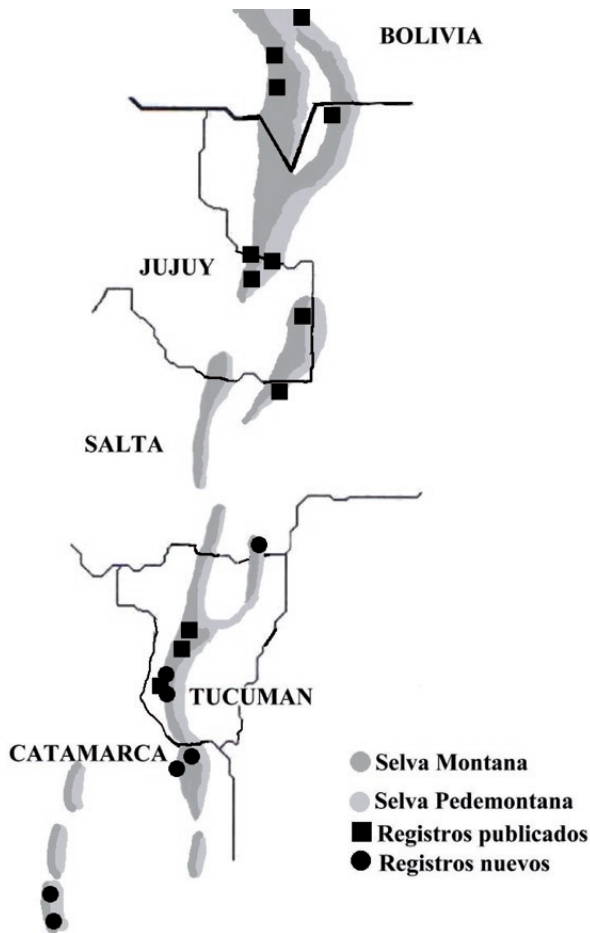 BOLIVIA
JUJUY
SALTA
TUCUMAN
CATAMARCA
Selva Montana
Selva Pedemontana
Registros publicados
Registros nuevos